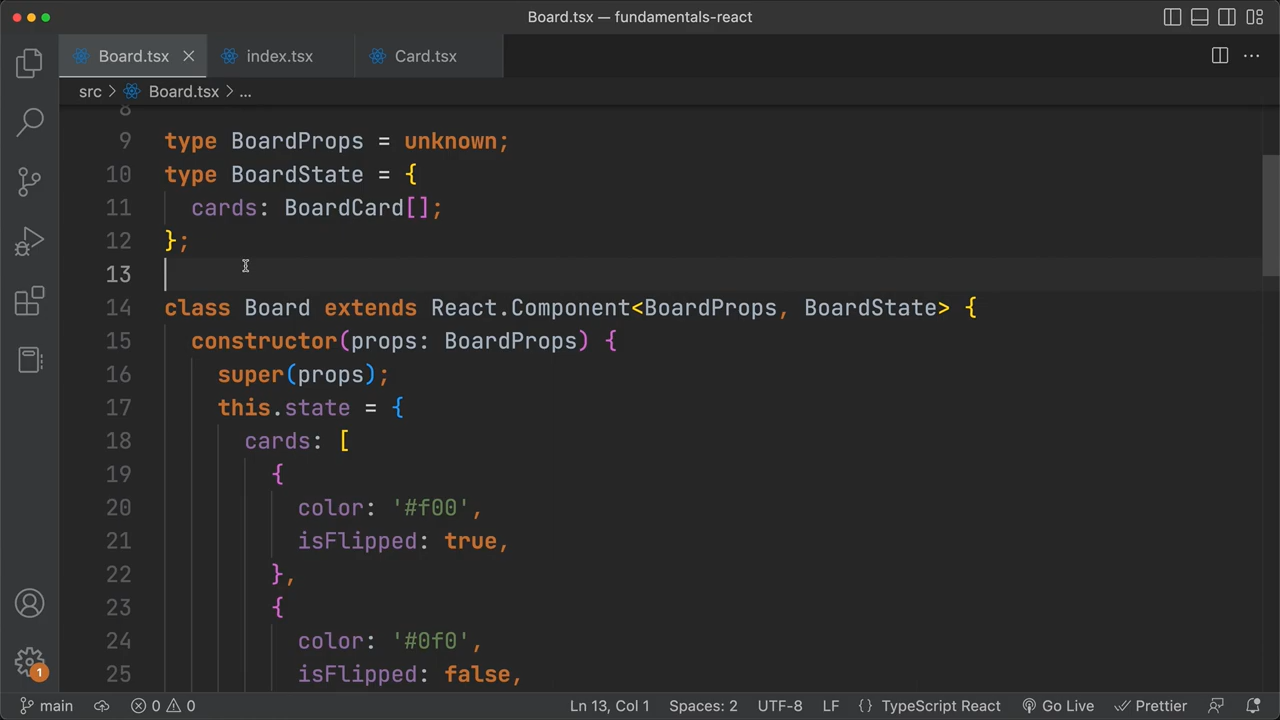 Board.tsx — fundamentals-react
Board.tsx
index.tsx
Card.tsx
src > Board.tsx > ...
8
9 type BoardProps = unknown;
10 type BoardState = {
11 cards: BoardCard[];
12 };
13
14 class Board extends React.Component<BoardProps, BoardState> {
15 constructor(props: BoardProps) {
16 super(props);
17 this.state = {
18 cards: [
19 {
20 color: '#f00',
21 isFlipped: true,
22 },
23 {
24 color: '#0f0',
25 isFlipped: false,
1
main 0 0 Ln 13, Col 1 Spaces: 2 UTF-8 LF {} TypeScript React Go Live Prettier